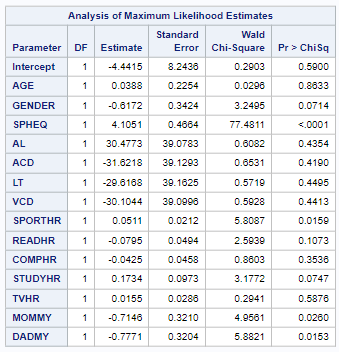 Analysis of Maximum Likelihood Estimates
Parameter DF Estimate Standard Error Wald Chi-Square Pr > ChiSq
Intercept 1 -4.4415 8.2436 0.2903 0.5900
AGE 1 0.0388 0.2254 0.0296 0.8633
GENDER 1 -0.6172 0.3424 3.2495 0.0714
SPHEQ 1 4.1051 0.4664 77.4811 <.0001
AL 1 30.4773 39.0783 0.6082 0.4354
ACD 1 -31.6218 39.1293 0.6531 0.4190
LT 1 -29.6168 39.1625 0.5719 0.4495
VCD 1 -30.1044 39.0996 0.5928 0.4413
SPORTHR 1 0.0511 0.0212 5.8087 0.0159
READHR 1 -0.0795 0.0494 2.5939 0.1073
COMPHR 1 -0.0425 0.0458 0.8603 0.3536
STUDYHR 1 0.1734 0.0973 3.1772 0.0747
TVHR 1 0.0155 0.0286 0.2941 0.5876
MOMMY 1 -0.7146 0.3210 4.9561 0.0260
DADMY 1 -0.7771 0.3204 5.8821 0.0153